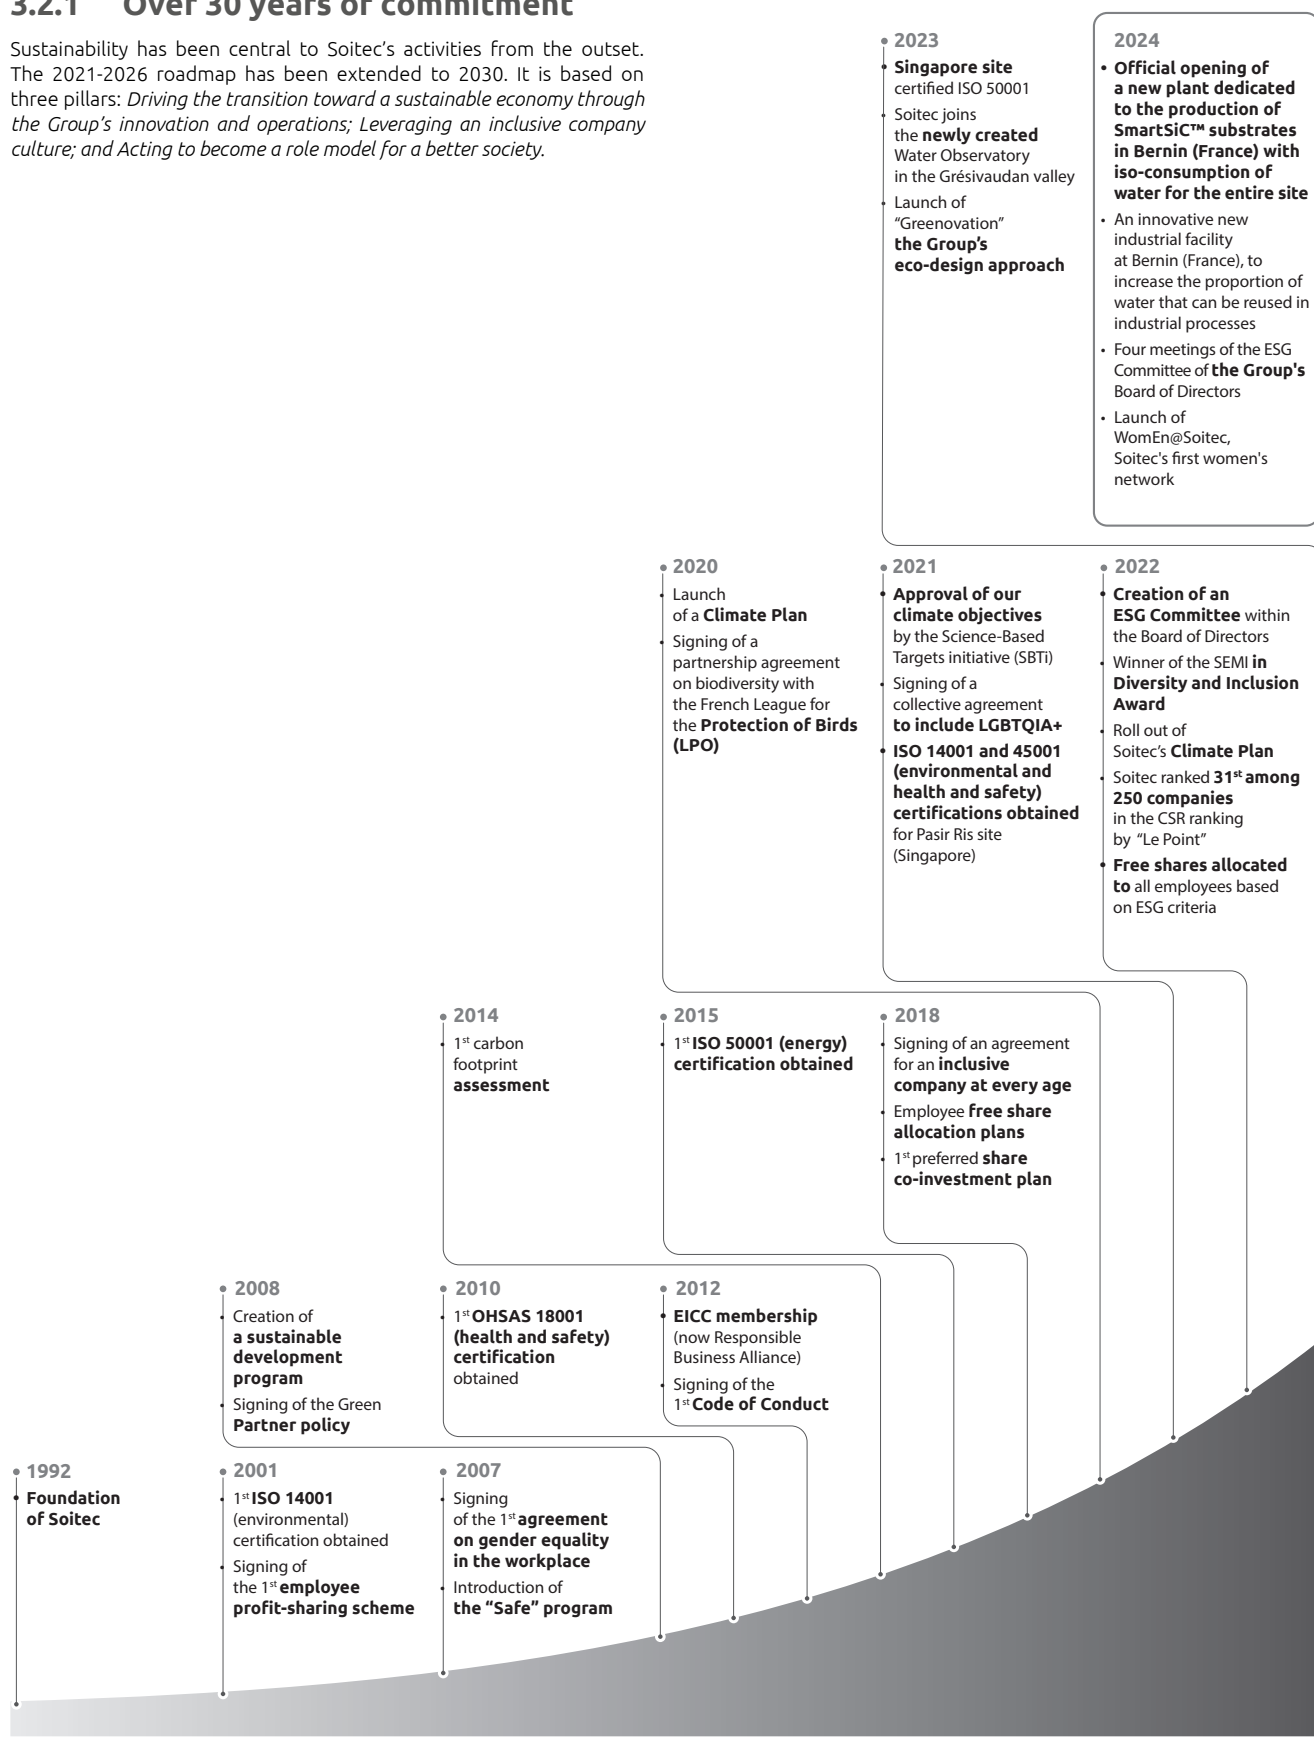 3.2.1 Over 30 years of commitment
Sustainability has been central to Soitec's activities from the outset.
The 2021-2026 roadmap has been extended to 2030. It is based on
three pillars: Driving the transition toward a sustainable economy through
the Group's innovation and operations; Leveraging an inclusive company
culture; and Acting to become a role model for a better society.
• 2023
• Singapore site
certified ISO 50001
• Soitec joins
the newly created
Water Observatory
in the Grésivaudan valley
• Launch of
“Greenovation”
the Group's
eco-design approach
2024
• Official opening of
a new plant dedicated
to the production of
SmartSiC™ substrates
in Bernin (France) with
iso-consumption of
water for the entire site
• An innovative new
industrial facility
at Bernin (France), to
increase the proportion of
water that can be reused in
industrial processes
• Four meetings of the ESG
Committee of the Group's
Board of Directors
• Launch of
WomEn@Soitec,
Soitec's first women's
network
• 2020
• Launch
of a Climate Plan
• Signing of a
partnership agreement
on biodiversity with
the French League for
the Protection of Birds
(LPO)
• 2021
• Approval of our
climate objectives
by the Science-Based
Targets initiative (SBTi)
• Signing of a
collective agreement
to include LGBTQIA+
• ISO 14001 and 45001
(environmental and
health and safety)
certifications obtained
for Pasir Ris site
(Singapore)
• 2022
• Creation of an
ESG Committee within
the Board of Directors
• Winner of the SEMI in
Diversity and Inclusion
Award
• Roll out of
Soitec's Climate Plan
• Soitec ranked 31st among
250 companies
in the CSR ranking
by “Le Point”
• Free shares allocated
to all employees based
on ESG criteria
• 2014
• 1st carbon
footprint
assessment
• 2015
• 1st ISO 50001 (energy)
certification obtained
• 2018
• Signing of an agreement
for an inclusive
company at every age
• Employee free share
allocation plans
• 1st preferred share
co-investment plan
• 2008
• Creation of
a sustainable
development
program
• Signing of the Green
Partner policy
• 2010
• 1st OHSAS 18001
(health and safety)
certification
obtained
• 2012
• EICC membership
(now Responsible
Business Alliance)
• Signing of the
1st Code of Conduct
• 1992
• Foundation
of Soitec
• 2001
• 1st ISO 14001
(environmental)
certification obtained
• Signing of
the 1st employee
profit-sharing scheme
• 2007
• Signing
of the 1st agreement
on gender equality
in the workplace
• Introduction of
the “Safe” program